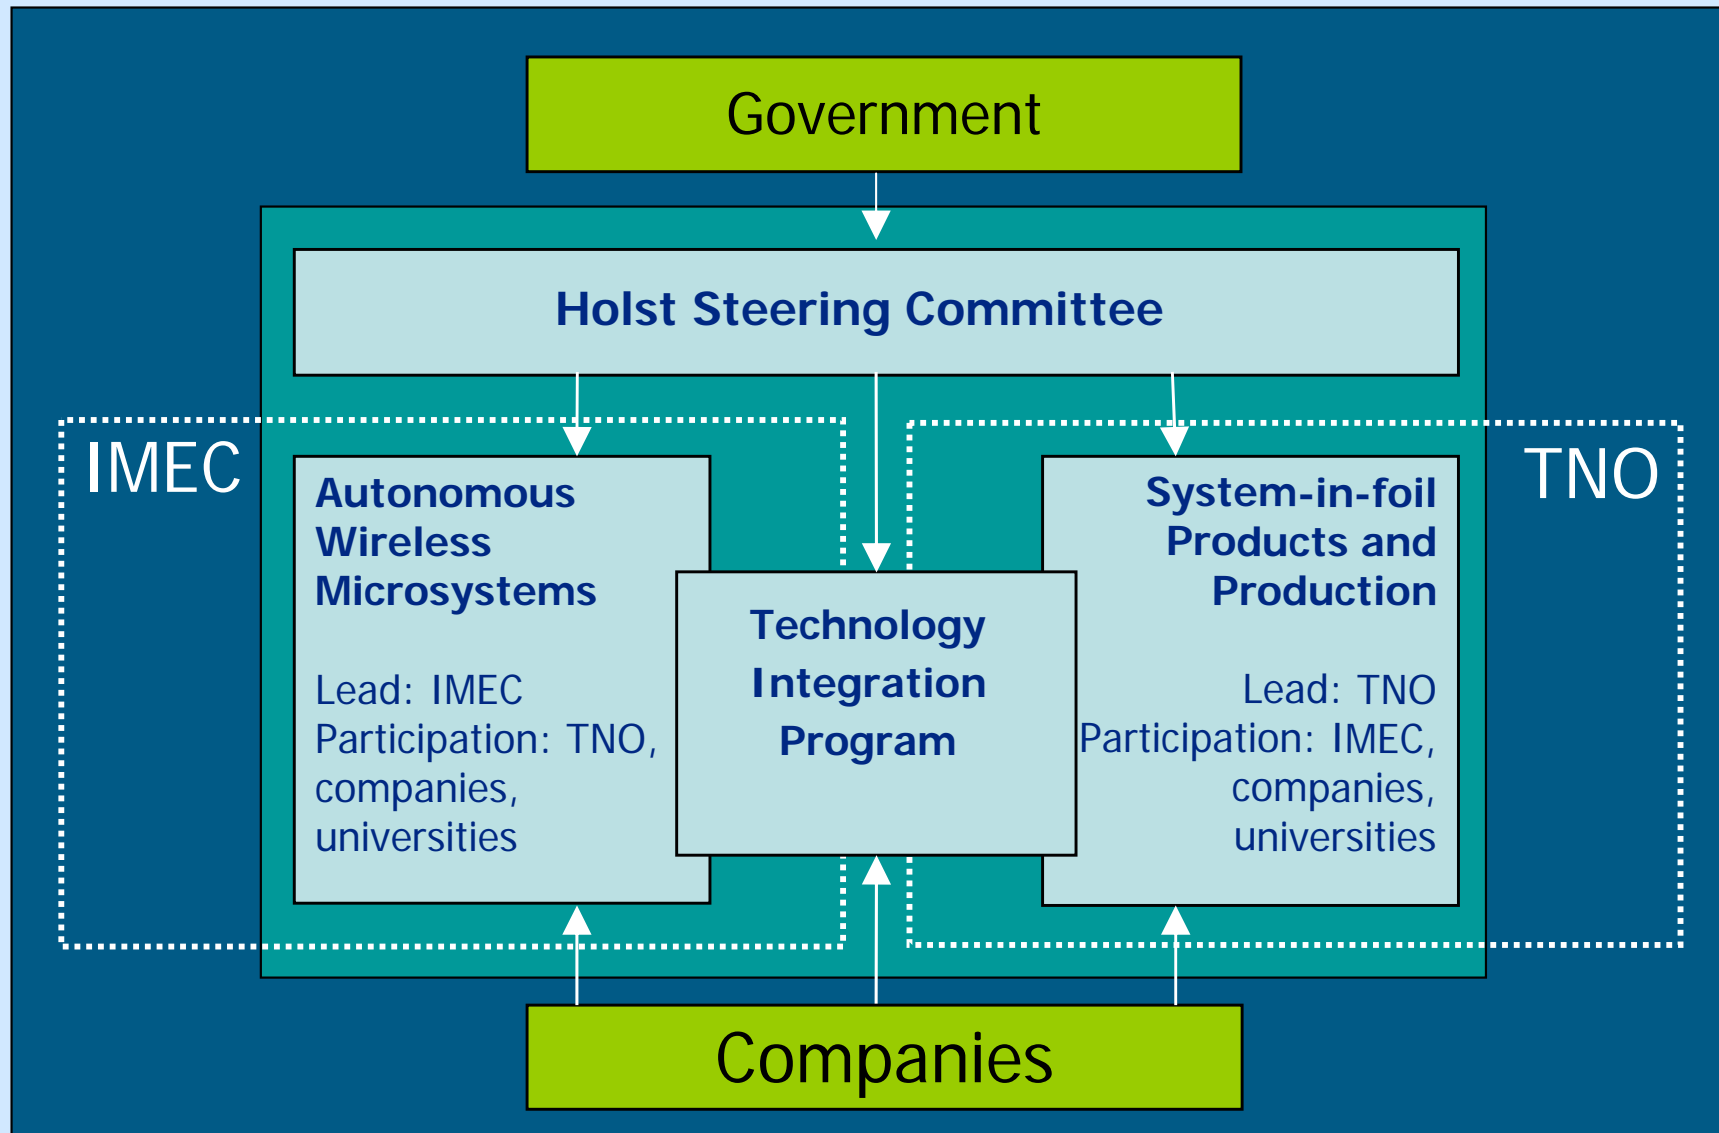 Government
Holst Steering Committee
IMEC
Autonomous
Wireless
Microsystems
Lead: IMEC
Participation: TNO,
companies,
universities
Technology
Integration
Program
TNO
System-in-foil
Products and
Production
Lead: TNO
Participation: IMEC,
companies,
universities
Companies